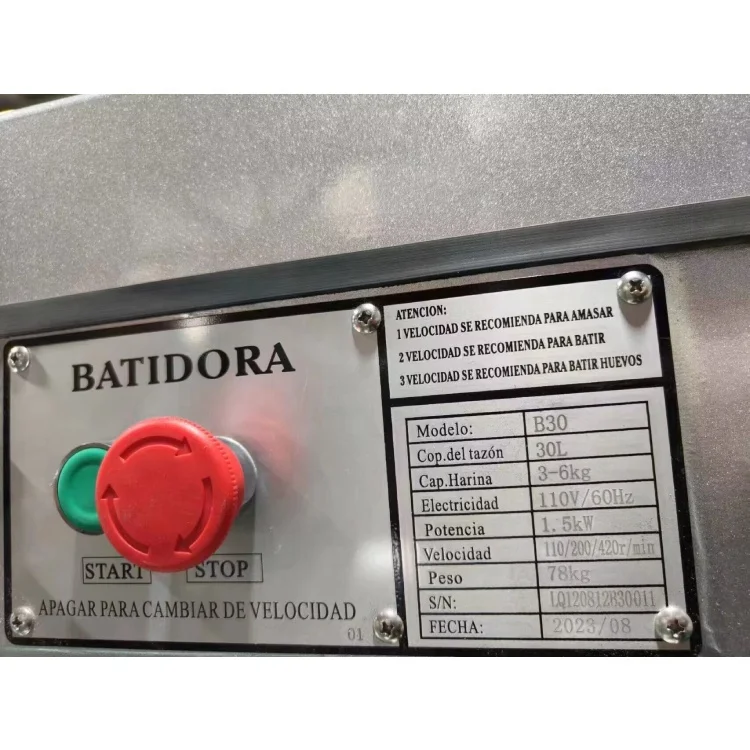 BATIDORA
START
STOP
APAGAR PARA CAMBIAR DE VELOCIDAD
01
ATENCION:
1 VELOCIDAD SE RECOMIENDA PARA AMASAR
2 VELOCIDAD SE RECOMIENDA PARA BATIR
3 VELOCIDAD SE RECOMIENDA PARA BATIR HUEVOS
Modelo: B30
Cop.del tazón 30L
Cap.Harina 3-6kg
Electricidad 110V/60Hz
Potencia 1.5kW
Velocidad 110/200/420r/min
Peso 78kg
S/N: LQ120812B30011
FECHA: 2023/08